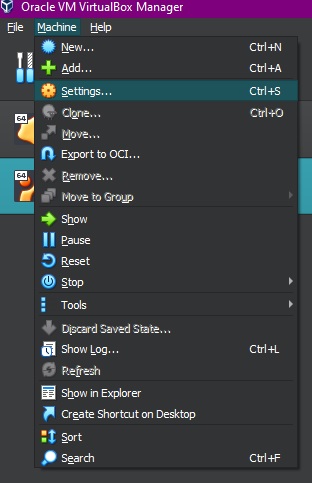 Oracle VM VirtualBox Manager
File Machine Help
New... Ctrl+N
Add... Ctrl+A
Settings... Ctrl+S
64 Clone... Ctrl+O
Move...
Export to OCI...
64 Remove...
Move to Group
Show
Pause
Reset
Stop
Tools
Discard Saved State...
Show Log... Ctrl+L
Refresh
Show in Explorer
Create Shortcut on Desktop
Sort
Search Ctrl+F